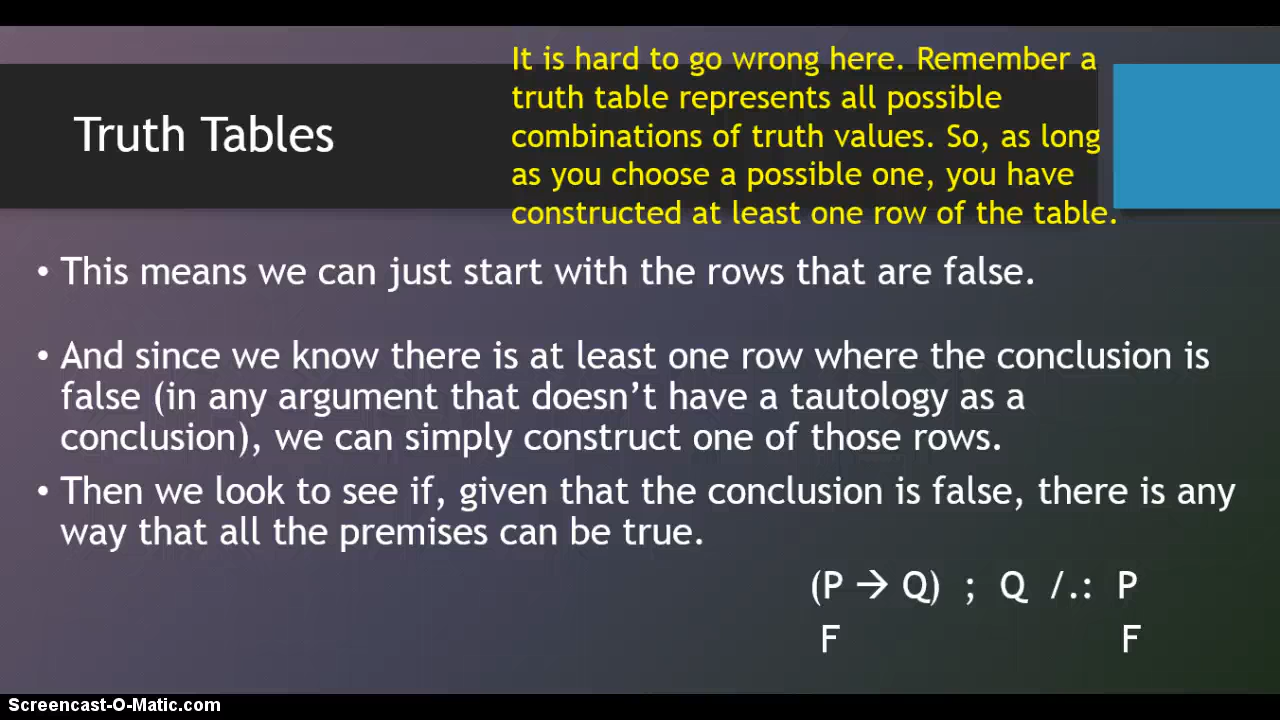 It is hard to go wrong here. Remember a
truth table represents all possible
combinations of truth values. So, as long
as you choose a possible one, you have
constructed at least one row of the table.
Truth Tables
• This means we can just start with the rows that are false.
• And since we know there is at least one row where the conclusion is
false (in any argument that doesn’t have a tautology as a
conclusion), we can simply construct one of those rows.
• Then we look to see if, given that the conclusion is false, there is any
way that all the premises can be true.
(P → Q) ; Q /.: P
F F
Screencast-O-Matic.com